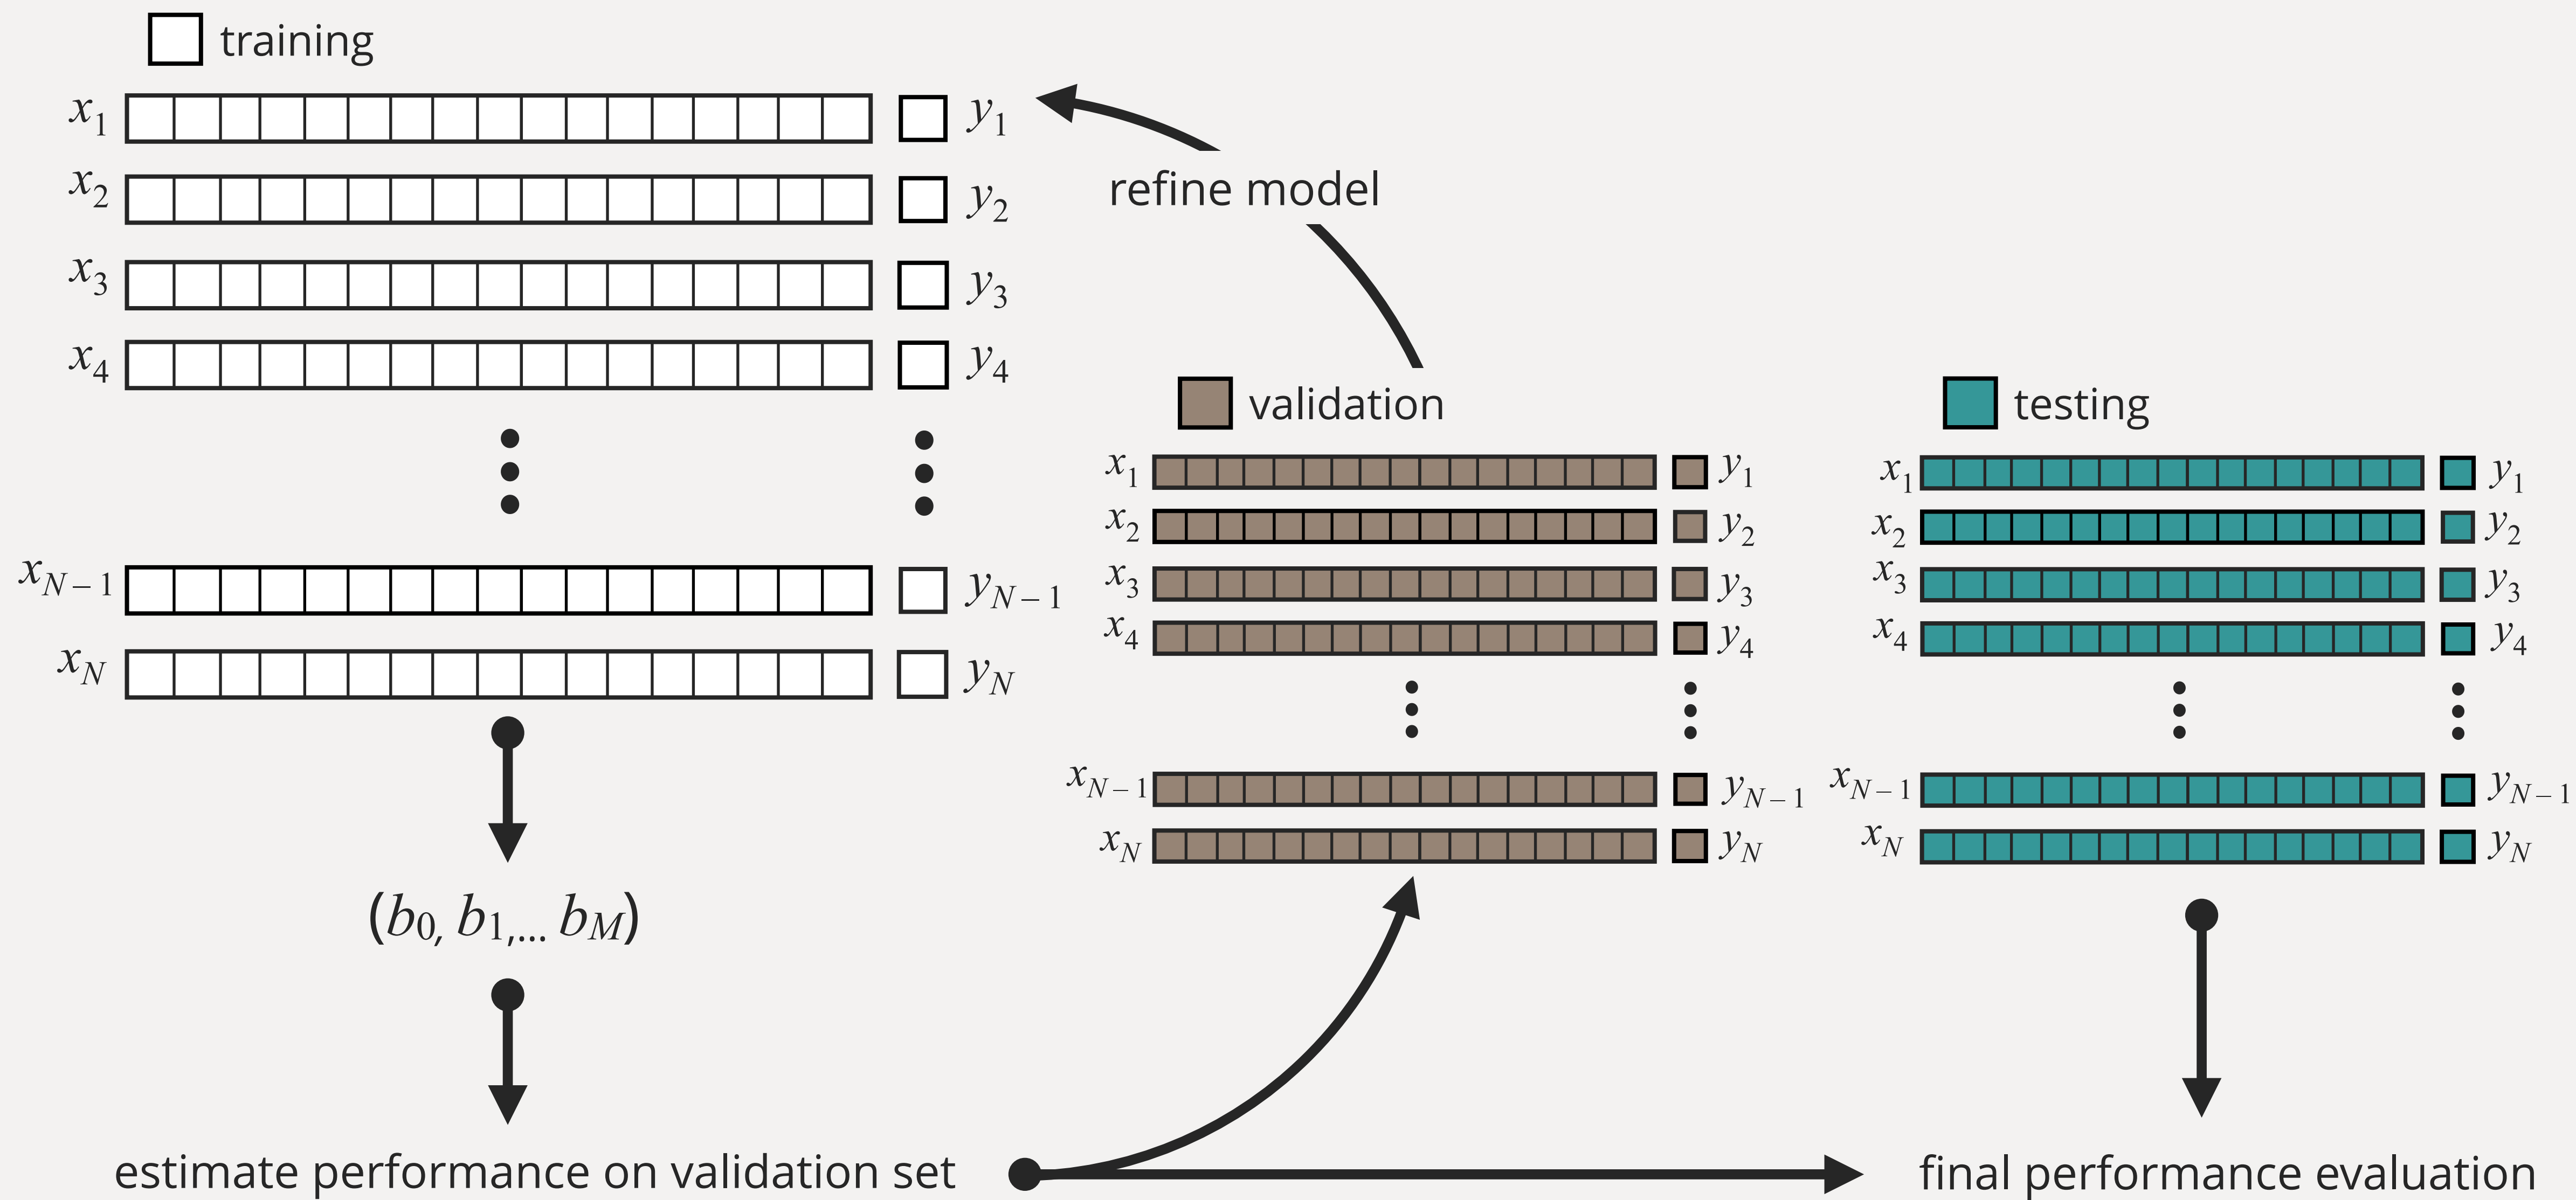 training
x1 y1
x2 y2
x3 y3
x4 y4
xN−1 yN−1
xN yN
(b0, b1,... bM)
estimate performance on validation set
refine model
validation
x1 y1
x2 y2
x3 y3
x4 y4
xN−1 yN−1
xN yN
testing
x1 y1
x2 y2
x3 y3
x4 y4
xN−1 yN−1
xN yN
final performance evaluation